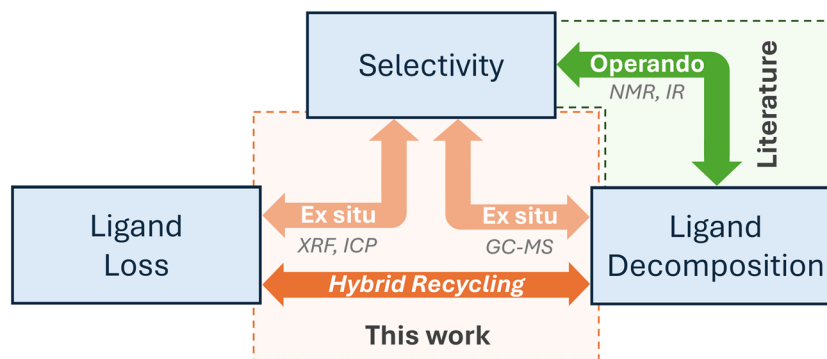 Selectivity
Operando
NMR, IR
Literature
Ligand
Loss
Ex situ
XRF, ICP
Ex situ
GC-MS
Ligand
Decomposition
Hybrid Recycling
This work